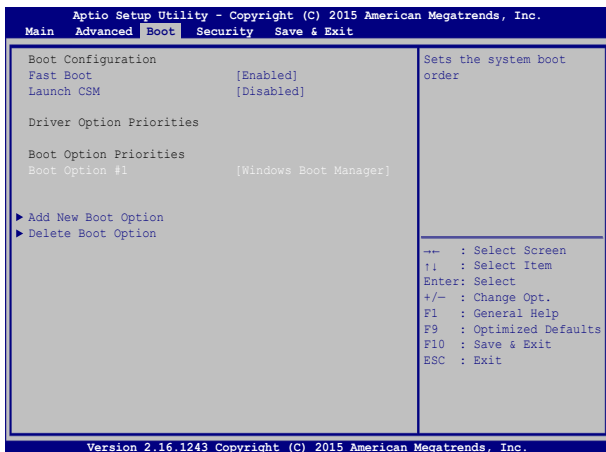 Aptio Setup Utility - Copyright (C) 2015 American Megatrends, Inc.
Main Advanced Boot Security Save & Exit
Boot Configuration
Fast Boot [Enabled]
Launch CSM [Disabled]
Driver Option Priorities
Boot Option Priorities
Boot Option #1 [Windows Boot Manager]
▶ Add New Boot Option
▶ Delete Boot Option
Sets the system boot
order
→← : Select Screen
↑↓ : Select Item
Enter: Select
+/— : Change Opt.
F1 : General Help
F9 : Optimized Defaults
F10 : Save & Exit
ESC : Exit
Version 2.16.1243 Copyright (C) 2015 American Megatrends, Inc.